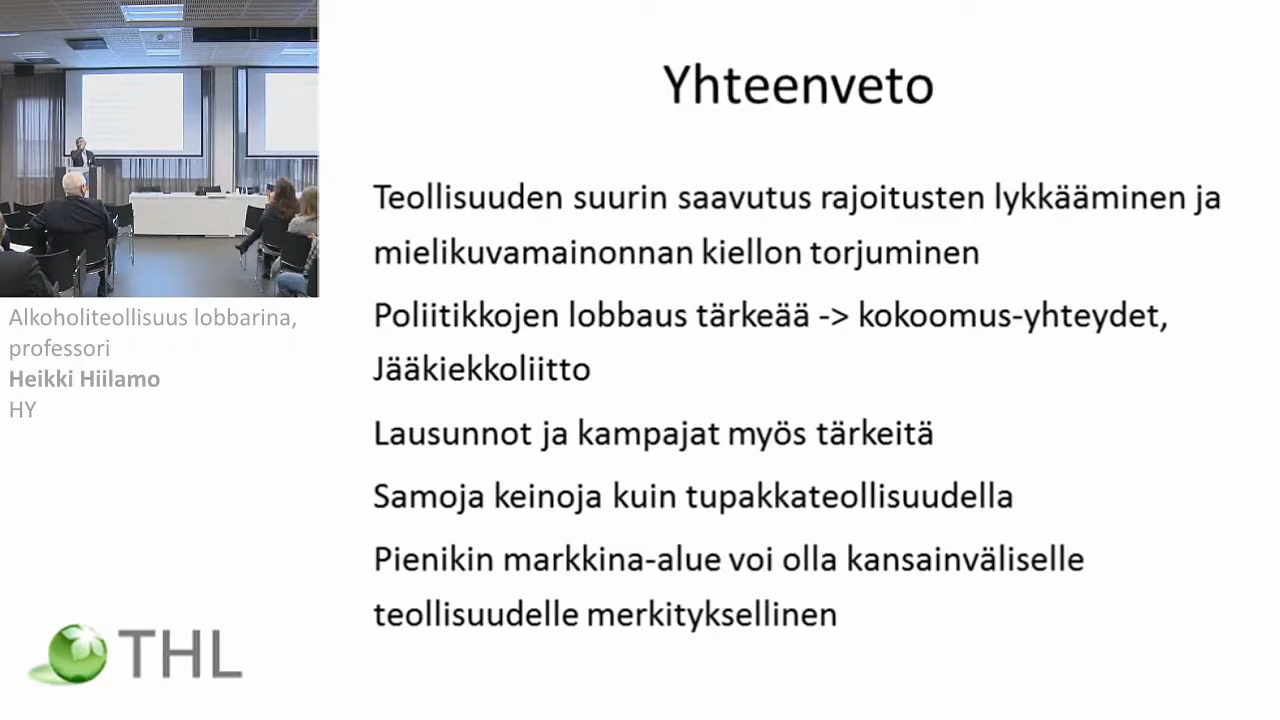 Yhteenveto
Teollisuuden suurin saavutus rajoitusten lykkääminen ja
mielikuvamainonnan kiellon torjuminen
Poliitikkojen lobbaus tärkeää -> kokoomus-yhteydet,
Jääkiekkoliitto
Lausunnot ja kampajat myös tärkeitä
Samoja keinoja kuin tupakkateollisuudella
Pienikin markkina-alue voi olla kansainväliselle
teollisuudelle merkityksellinen
Alkoholiteollisuus lobbarina,
professori
Heikki Hiilamo
HY
THL